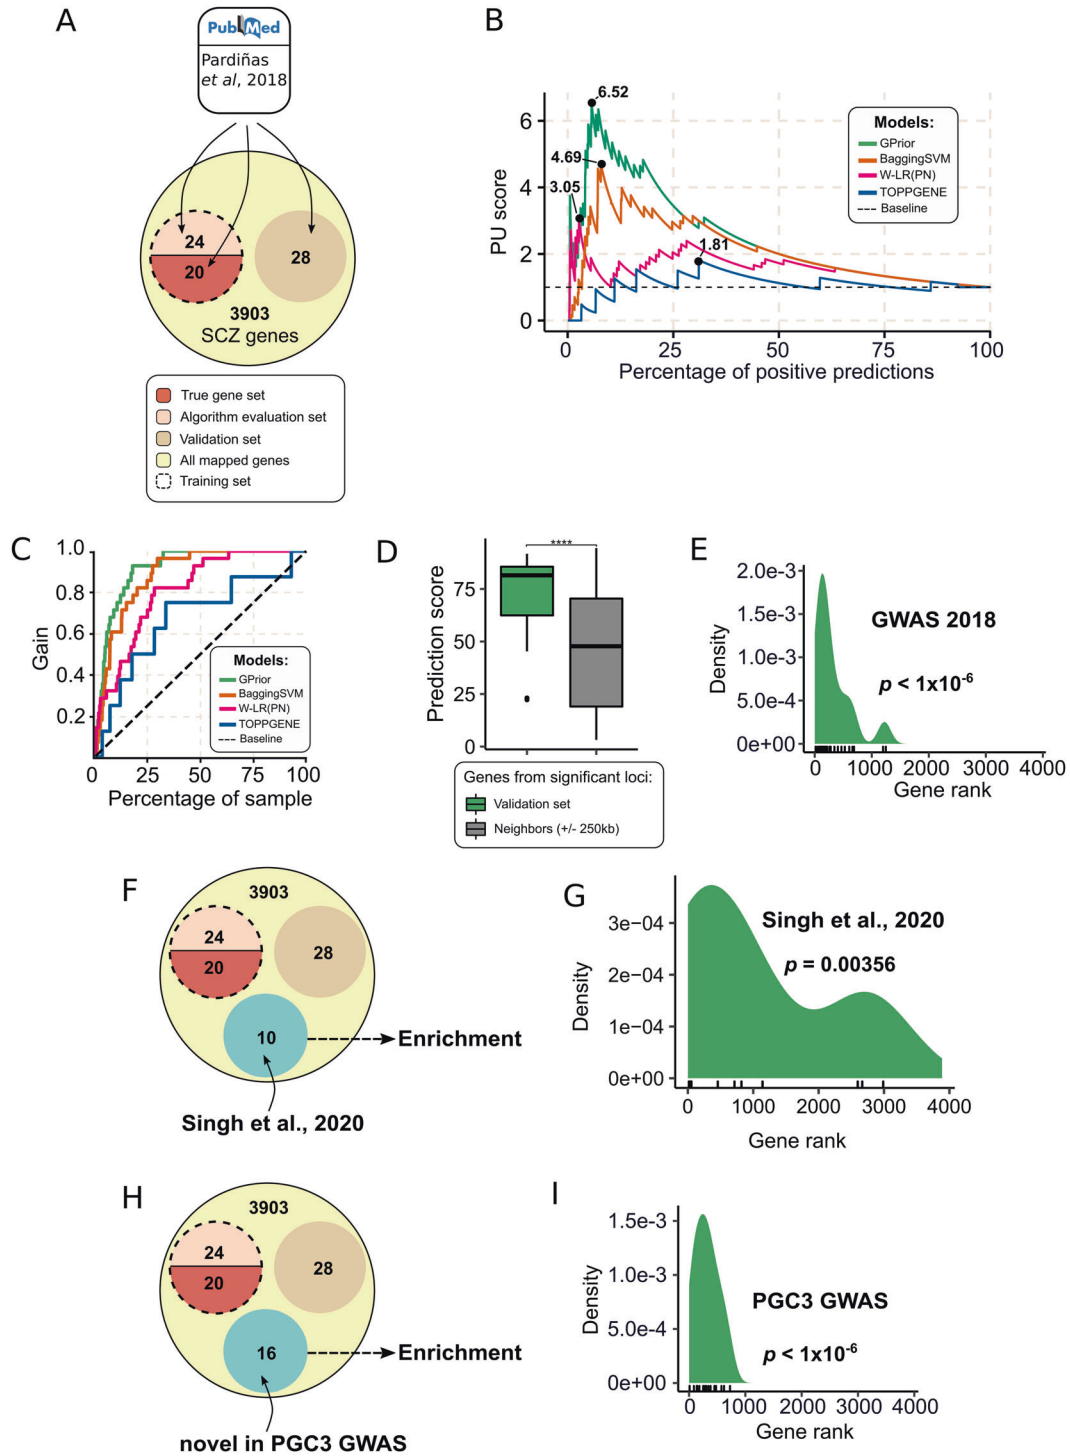 A
PubMed
Pardiñas
et al, 2018
24
20
28
3903
SCZ genes
True gene set
Algorithm evaluation set
Validation set
All mapped genes
Training set
B
PU score
6
4
2
0
6.52
4.69
3.05
1.81
Models:
GPrior
BaggingSVM
W-LR(PN)
TOPPGENE
Baseline
0
25
50
75
100
Percentage of positive predictions
C
Gain
1.0
0.8
0.6
0.4
0.2
Models:
GPrior
BaggingSVM
W-LR(PN)
TOPPGENE
Baseline
0
25
50
75
100
Percentage of sample
D
Prediction score
75
50
25
0
****
Genes from significant loci:
Validation set
Neighbors (+/- 250kb)
E
Density
2.0e-3
1.5e-3
1.0e-3
5.0e-4
0e+00
GWAS 2018
p < 1x10⁻⁶
0
1000
2000
3000
4000
Gene rank
F
3903
24
20
28
10
Enrichment
Singh et al., 2020
G
Density
3e−04
2e−04
1e−04
0e+00
Singh et al., 2020
p = 0.00356
0
1000
2000
3000
4000
Gene rank
H
3903
24
20
28
16
Enrichment
novel in PGC3 GWAS
I
Density
1.5e-3
1.0e-3
5.0e-4
0e+00
PGC3 GWAS
p < 1x10⁻⁶
0
1000
2000
3000
4000
Gene rank